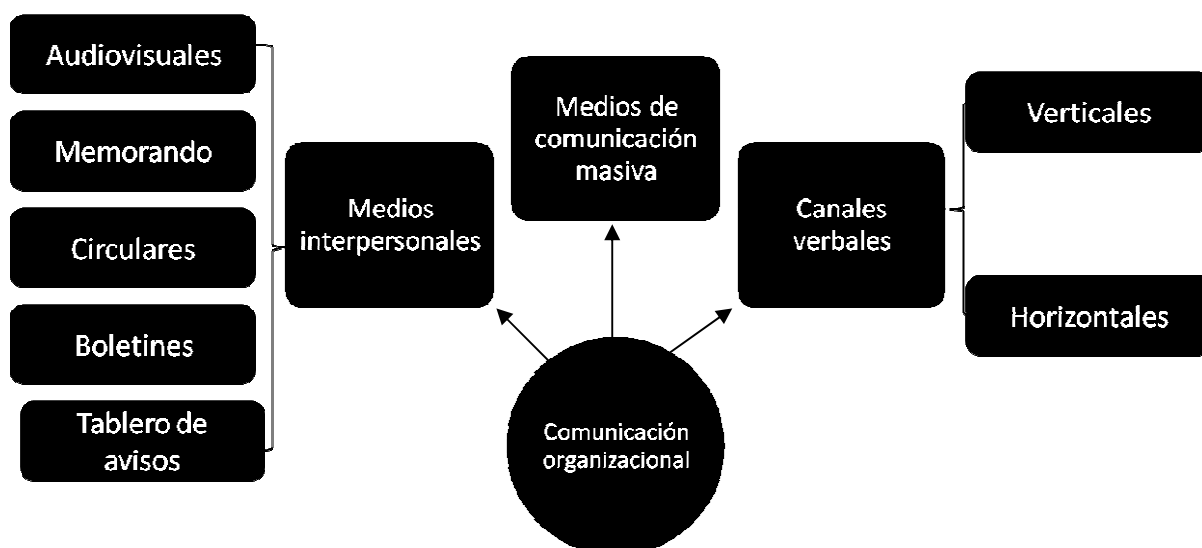 Audiovisuales
Memorando
Circulares
Boletines
Tablero de
avisos
Medios
interpersonales
Medios de
comunicación
masiva
Canales
verbales
Verticales
Horizontales
Comunicación
organizacional